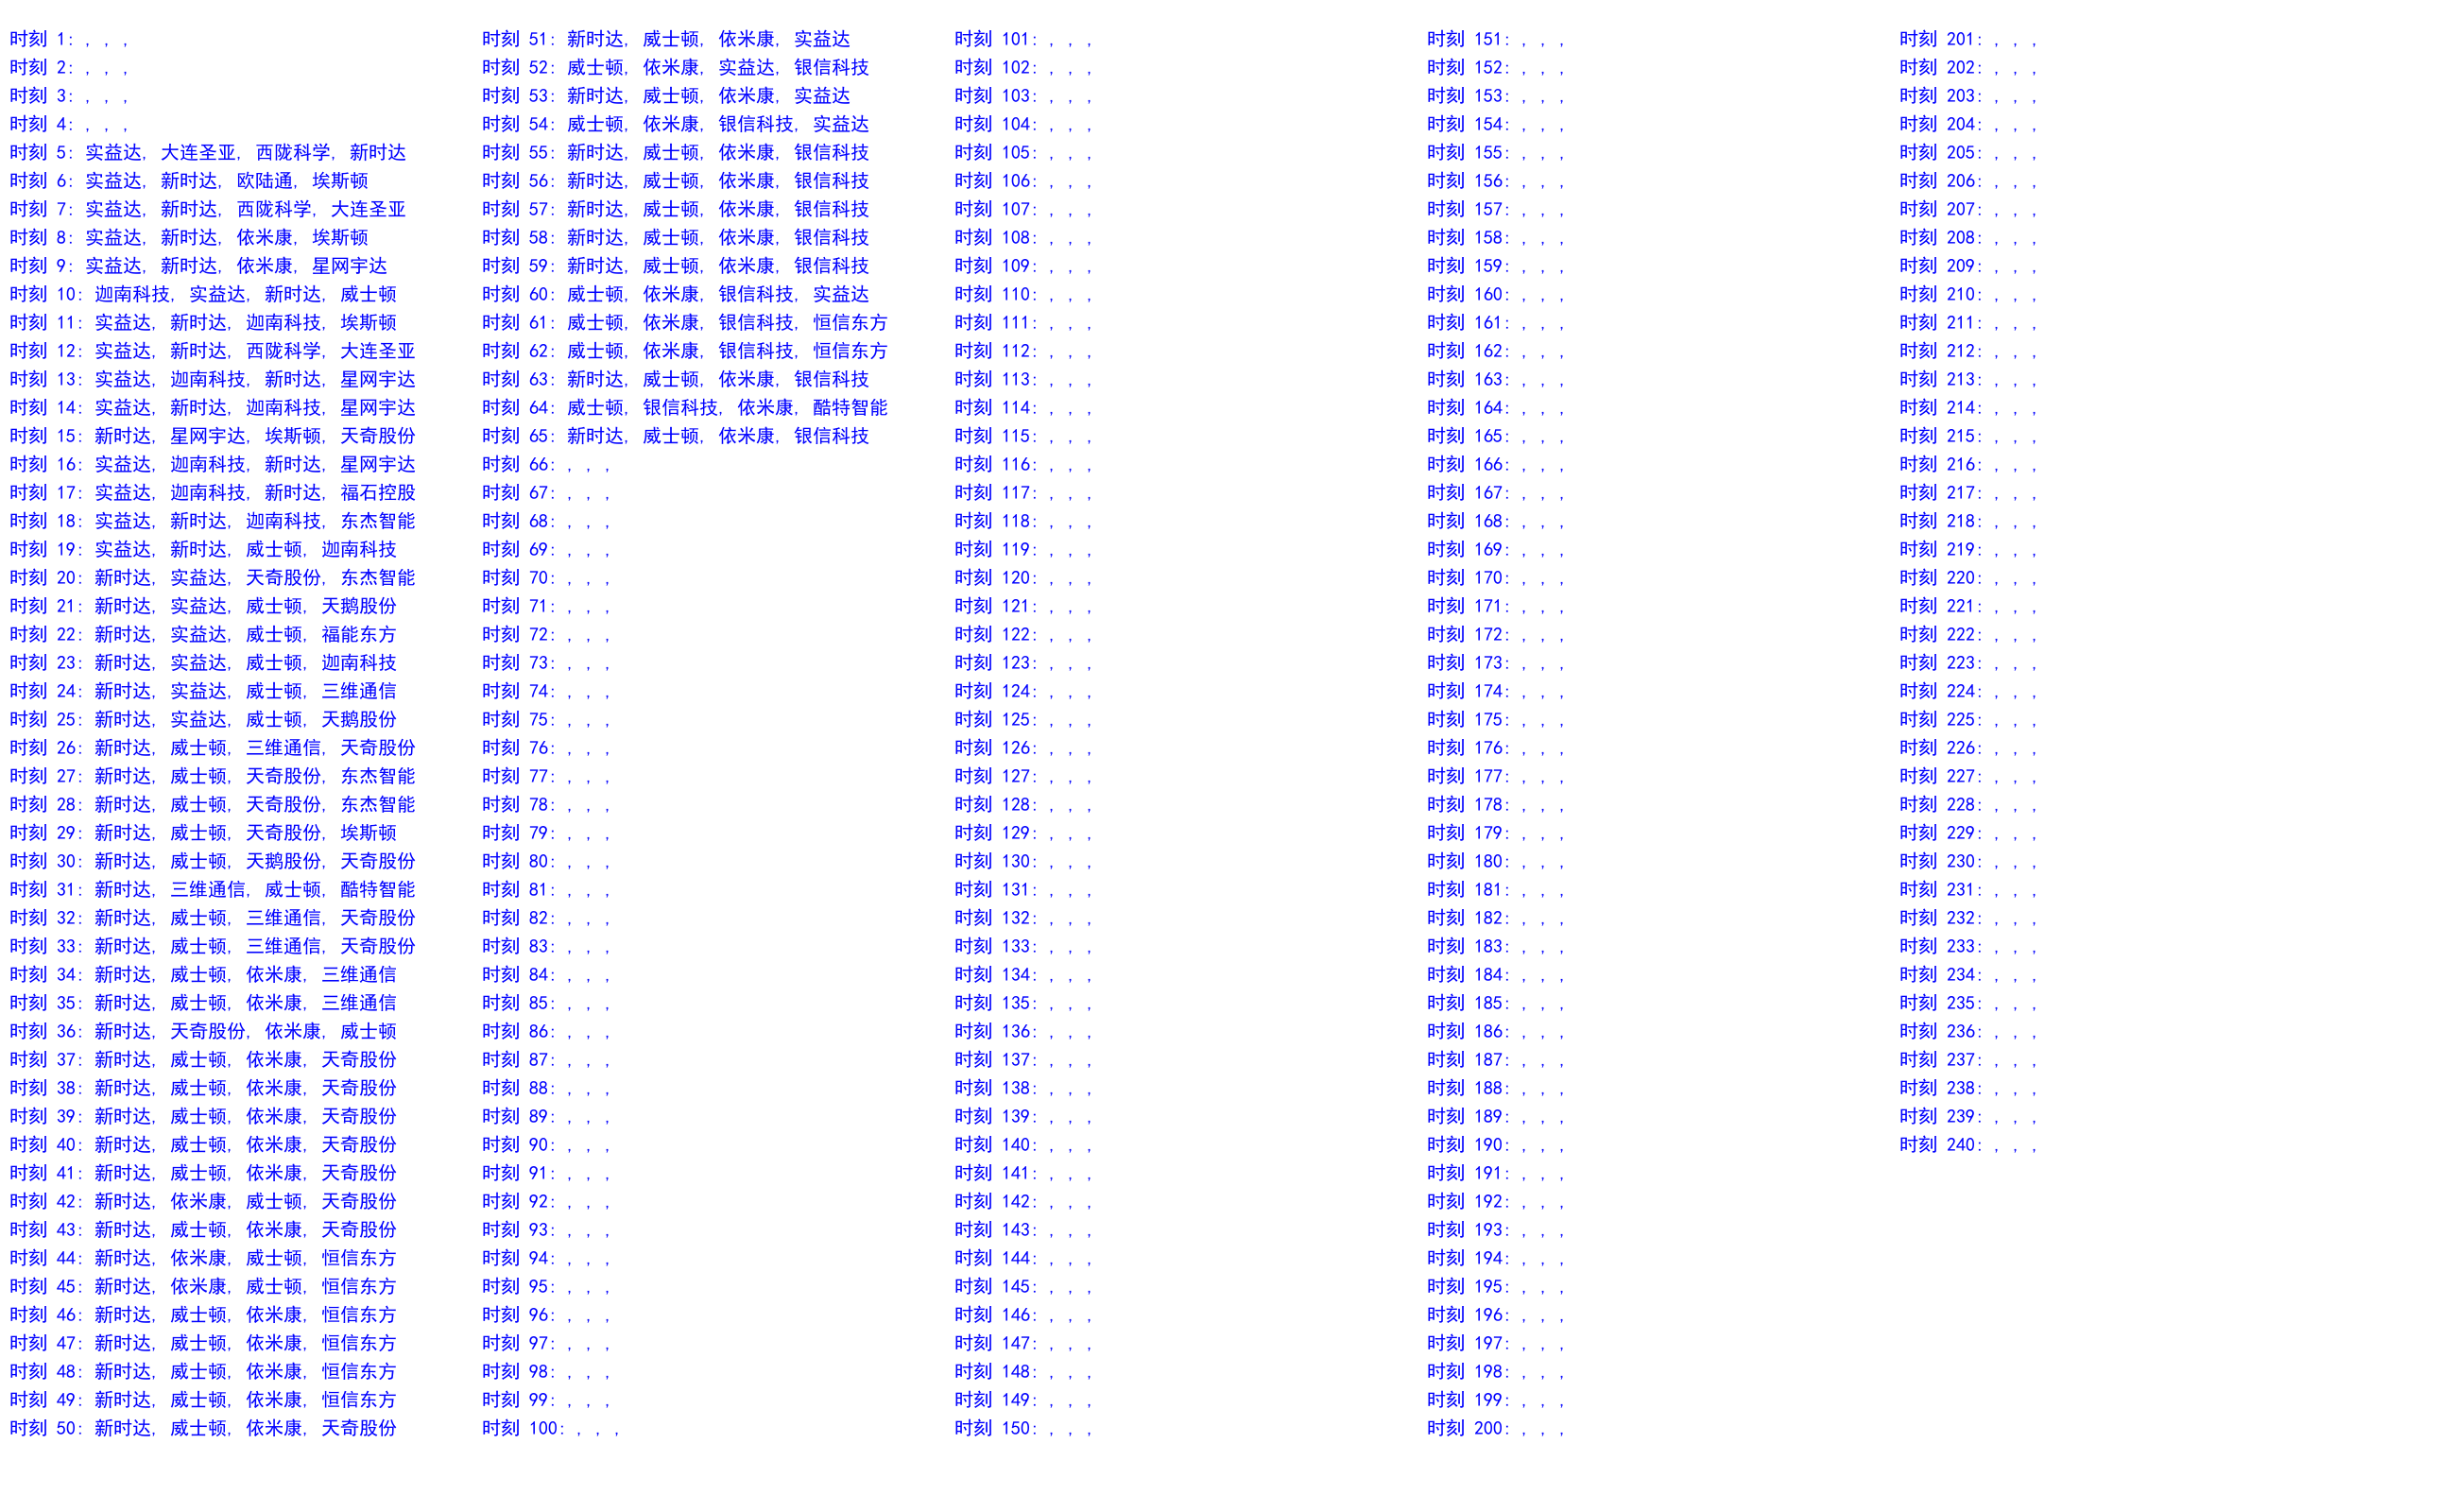 时刻 1: , , ,
时刻 2: , , ,
时刻 3: , , ,
时刻 4: , , ,
时刻 5: 实益达, 大连圣亚, 西陇科学, 新时达
时刻 6: 实益达, 新时达, 欧陆通, 埃斯顿
时刻 7: 实益达, 新时达, 西陇科学, 大连圣亚
时刻 8: 实益达, 新时达, 依米康, 埃斯顿
时刻 9: 实益达, 新时达, 依米康, 星网宇达
时刻 10: 迦南科技, 实益达, 新时达, 威士顿
时刻 11: 实益达, 新时达, 迦南科技, 埃斯顿
时刻 12: 实益达, 新时达, 西陇科学, 大连圣亚
时刻 13: 实益达, 迦南科技, 新时达, 星网宇达
时刻 14: 实益达, 新时达, 迦南科技, 星网宇达
时刻 15: 新时达, 星网宇达, 埃斯顿, 天奇股份
时刻 16: 实益达, 迦南科技, 新时达, 星网宇达
时刻 17: 实益达, 迦南科技, 新时达, 福石控股
时刻 18: 实益达, 新时达, 迦南科技, 东杰智能
时刻 19: 实益达, 新时达, 威士顿, 迦南科技
时刻 20: 新时达, 实益达, 天奇股份, 东杰智能
时刻 21: 新时达, 实益达, 威士顿, 天鹅股份
时刻 22: 新时达, 实益达, 威士顿, 福能东方
时刻 23: 新时达, 实益达, 威士顿, 迦南科技
时刻 24: 新时达, 实益达, 威士顿, 三维通信
时刻 25: 新时达, 实益达, 威士顿, 天鹅股份
时刻 26: 新时达, 威士顿, 三维通信, 天奇股份
时刻 27: 新时达, 威士顿, 天奇股份, 东杰智能
时刻 28: 新时达, 威士顿, 天奇股份, 东杰智能
时刻 29: 新时达, 威士顿, 天奇股份, 埃斯顿
时刻 30: 新时达, 威士顿, 天鹅股份, 天奇股份
时刻 31: 新时达, 三维通信, 威士顿, 酷特智能
时刻 32: 新时达, 威士顿, 三维通信, 天奇股份
时刻 33: 新时达, 威士顿, 三维通信, 天奇股份
时刻 34: 新时达, 威士顿, 依米康, 三维通信
时刻 35: 新时达, 威士顿, 依米康, 三维通信
时刻 36: 新时达, 天奇股份, 依米康, 威士顿
时刻 37: 新时达, 威士顿, 依米康, 天奇股份
时刻 38: 新时达, 威士顿, 依米康, 天奇股份
时刻 39: 新时达, 威士顿, 依米康, 天奇股份
时刻 40: 新时达, 威士顿, 依米康, 天奇股份
时刻 41: 新时达, 威士顿, 依米康, 天奇股份
时刻 42: 新时达, 依米康, 威士顿, 天奇股份
时刻 43: 新时达, 威士顿, 依米康, 天奇股份
时刻 44: 新时达, 依米康, 威士顿, 恒信东方
时刻 45: 新时达, 依米康, 威士顿, 恒信东方
时刻 46: 新时达, 威士顿, 依米康, 恒信东方
时刻 47: 新时达, 威士顿, 依米康, 恒信东方
时刻 48: 新时达, 威士顿, 依米康, 恒信东方
时刻 49: 新时达, 威士顿, 依米康, 恒信东方
时刻 50: 新时达, 威士顿, 依米康, 天奇股份
时刻 51: 新时达, 威士顿, 依米康, 实益达
时刻 52: 威士顿, 依米康, 实益达, 银信科技
时刻 53: 新时达, 威士顿, 依米康, 实益达
时刻 54: 威士顿, 依米康, 银信科技, 实益达
时刻 55: 新时达, 威士顿, 依米康, 银信科技
时刻 56: 新时达, 威士顿, 依米康, 银信科技
时刻 57: 新时达, 威士顿, 依米康, 银信科技
时刻 58: 新时达, 威士顿, 依米康, 银信科技
时刻 59: 新时达, 威士顿, 依米康, 银信科技
时刻 60: 威士顿, 依米康, 银信科技, 实益达
时刻 61: 威士顿, 依米康, 银信科技, 恒信东方
时刻 62: 威士顿, 依米康, 银信科技, 恒信东方
时刻 63: 新时达, 威士顿, 依米康, 银信科技
时刻 64: 威士顿, 银信科技, 依米康, 酷特智能
时刻 65: 新时达, 威士顿, 依米康, 银信科技
时刻 66: , , ,
时刻 67: , , ,
时刻 68: , , ,
时刻 69: , , ,
时刻 70: , , ,
时刻 71: , , ,
时刻 72: , , ,
时刻 73: , , ,
时刻 74: , , ,
时刻 75: , , ,
时刻 76: , , ,
时刻 77: , , ,
时刻 78: , , ,
时刻 79: , , ,
时刻 80: , , ,
时刻 81: , , ,
时刻 82: , , ,
时刻 83: , , ,
时刻 84: , , ,
时刻 85: , , ,
时刻 86: , , ,
时刻 87: , , ,
时刻 88: , , ,
时刻 89: , , ,
时刻 90: , , ,
时刻 91: , , ,
时刻 92: , , ,
时刻 93: , , ,
时刻 94: , , ,
时刻 95: , , ,
时刻 96: , , ,
时刻 97: , , ,
时刻 98: , , ,
时刻 99: , , ,
时刻 100: , , ,
时刻 101: , , ,
时刻 102: , , ,
时刻 103: , , ,
时刻 104: , , ,
时刻 105: , , ,
时刻 106: , , ,
时刻 107: , , ,
时刻 108: , , ,
时刻 109: , , ,
时刻 110: , , ,
时刻 111: , , ,
时刻 112: , , ,
时刻 113: , , ,
时刻 114: , , ,
时刻 115: , , ,
时刻 116: , , ,
时刻 117: , , ,
时刻 118: , , ,
时刻 119: , , ,
时刻 120: , , ,
时刻 121: , , ,
时刻 122: , , ,
时刻 123: , , ,
时刻 124: , , ,
时刻 125: , , ,
时刻 126: , , ,
时刻 127: , , ,
时刻 128: , , ,
时刻 129: , , ,
时刻 130: , , ,
时刻 131: , , ,
时刻 132: , , ,
时刻 133: , , ,
时刻 134: , , ,
时刻 135: , , ,
时刻 136: , , ,
时刻 137: , , ,
时刻 138: , , ,
时刻 139: , , ,
时刻 140: , , ,
时刻 141: , , ,
时刻 142: , , ,
时刻 143: , , ,
时刻 144: , , ,
时刻 145: , , ,
时刻 146: , , ,
时刻 147: , , ,
时刻 148: , , ,
时刻 149: , , ,
时刻 150: , , ,
时刻 151: , , ,
时刻 152: , , ,
时刻 153: , , ,
时刻 154: , , ,
时刻 155: , , ,
时刻 156: , , ,
时刻 157: , , ,
时刻 158: , , ,
时刻 159: , , ,
时刻 160: , , ,
时刻 161: , , ,
时刻 162: , , ,
时刻 163: , , ,
时刻 164: , , ,
时刻 165: , , ,
时刻 166: , , ,
时刻 167: , , ,
时刻 168: , , ,
时刻 169: , , ,
时刻 170: , , ,
时刻 171: , , ,
时刻 172: , , ,
时刻 173: , , ,
时刻 174: , , ,
时刻 175: , , ,
时刻 176: , , ,
时刻 177: , , ,
时刻 178: , , ,
时刻 179: , , ,
时刻 180: , , ,
时刻 181: , , ,
时刻 182: , , ,
时刻 183: , , ,
时刻 184: , , ,
时刻 185: , , ,
时刻 186: , , ,
时刻 187: , , ,
时刻 188: , , ,
时刻 189: , , ,
时刻 190: , , ,
时刻 191: , , ,
时刻 192: , , ,
时刻 193: , , ,
时刻 194: , , ,
时刻 195: , , ,
时刻 196: , , ,
时刻 197: , , ,
时刻 198: , , ,
时刻 199: , , ,
时刻 200: , , ,
时刻 201: , , ,
时刻 202: , , ,
时刻 203: , , ,
时刻 204: , , ,
时刻 205: , , ,
时刻 206: , , ,
时刻 207: , , ,
时刻 208: , , ,
时刻 209: , , ,
时刻 210: , , ,
时刻 211: , , ,
时刻 212: , , ,
时刻 213: , , ,
时刻 214: , , ,
时刻 215: , , ,
时刻 216: , , ,
时刻 217: , , ,
时刻 218: , , ,
时刻 219: , , ,
时刻 220: , , ,
时刻 221: , , ,
时刻 222: , , ,
时刻 223: , , ,
时刻 224: , , ,
时刻 225: , , ,
时刻 226: , , ,
时刻 227: , , ,
时刻 228: , , ,
时刻 229: , , ,
时刻 230: , , ,
时刻 231: , , ,
时刻 232: , , ,
时刻 233: , , ,
时刻 234: , , ,
时刻 235: , , ,
时刻 236: , , ,
时刻 237: , , ,
时刻 238: , , ,
时刻 239: , , ,
时刻 240: , , ,